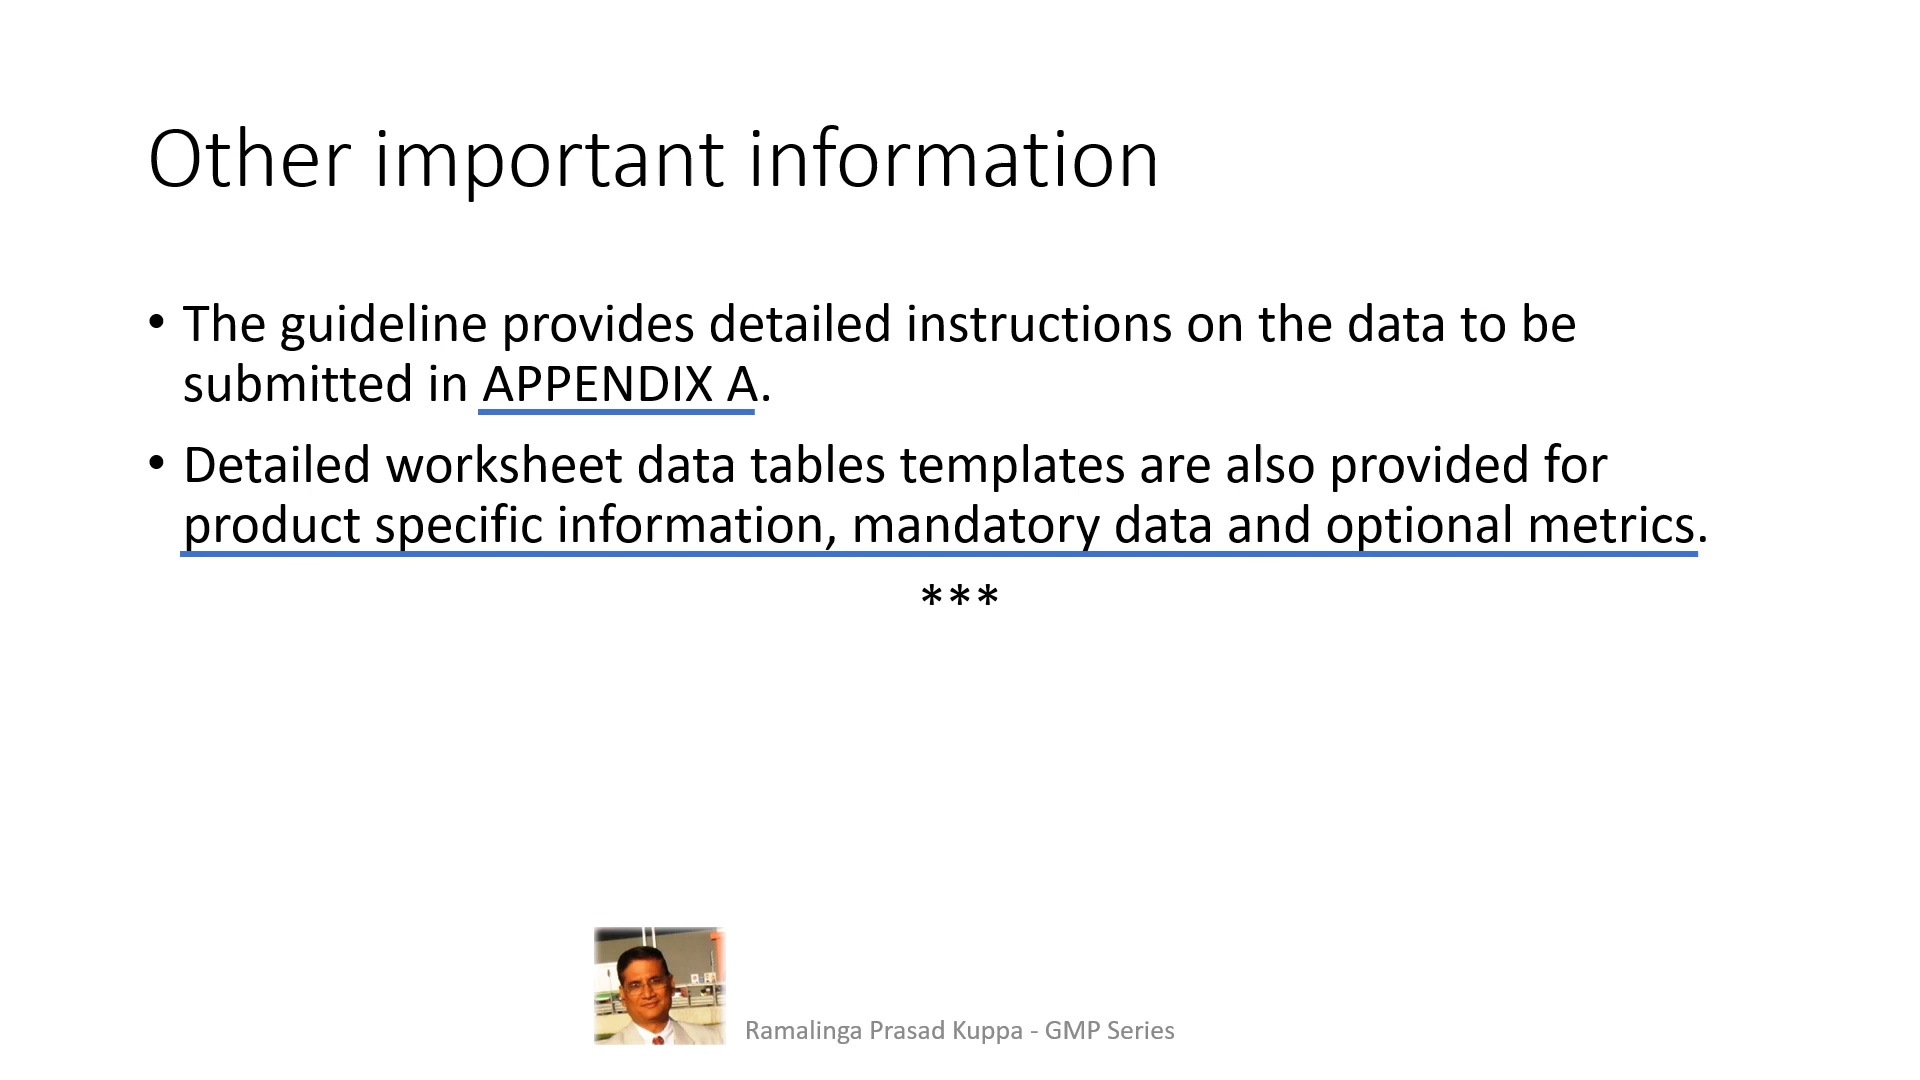 Other important information
• The guideline provides detailed instructions on the data to be
submitted in APPENDIX A.
• Detailed worksheet data tables templates are also provided for
product specific information, mandatory data and optional metrics.
***
Ramalinga Prasad Kuppa - GMP Series